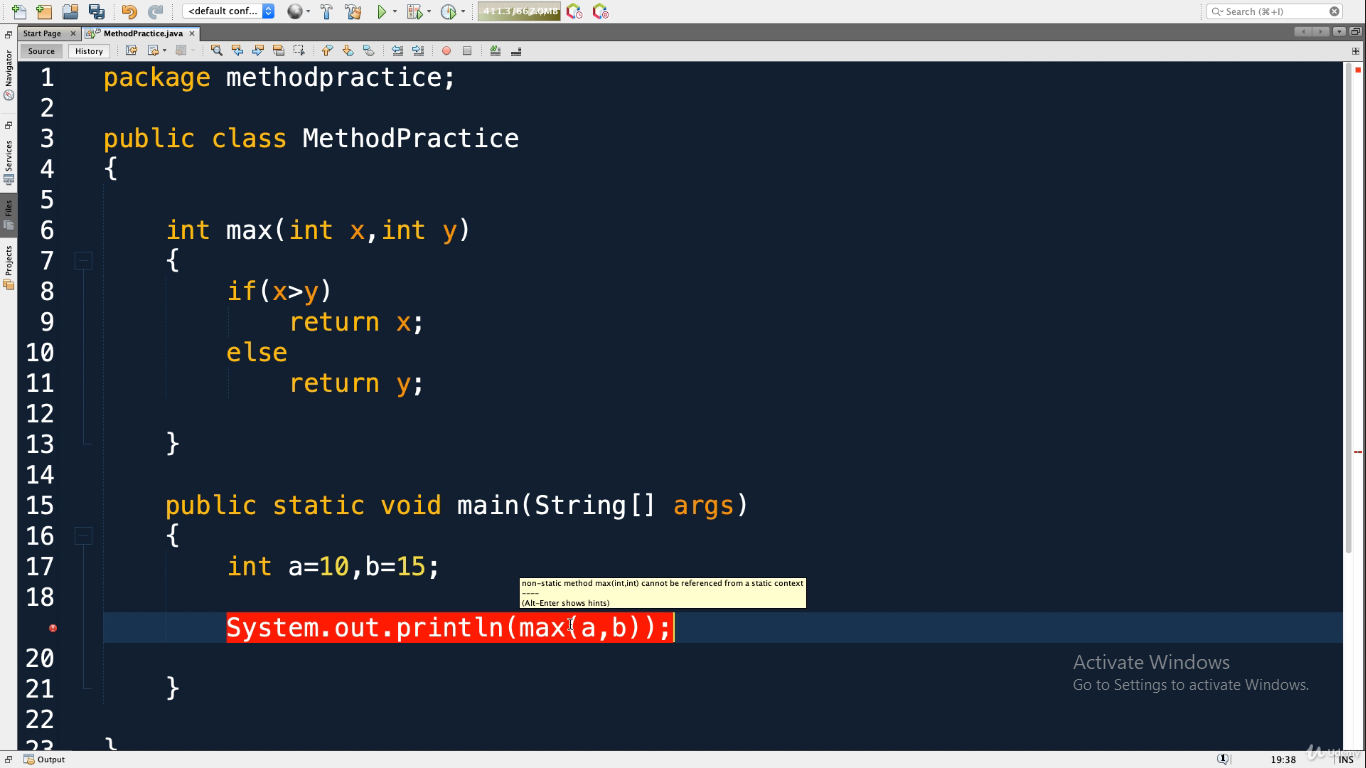 <default conf...
411.3/667.0MB
Search (⌘+I)
Start Page
MethodPractice.java
Source
History
Navigator
Services
Files
Projects
1 package methodpractice;
2
3 public class MethodPractice
4 {
5
6 int max(int x,int y)
7 {
8 if(x>y)
9 return x;
10 else
11 return y;
12
13 }
14
15 public static void main(String[] args)
16 {
17 int a=10,b=15;
non-static method max(int,int) cannot be referenced from a static context
----
(Alt-Enter shows hints)
18
System.out.println(max(a,b));
20
21 }
22
23 }
Activate Windows
Go to Settings to activate Windows.
Udemy
Output
1
19:38
INS